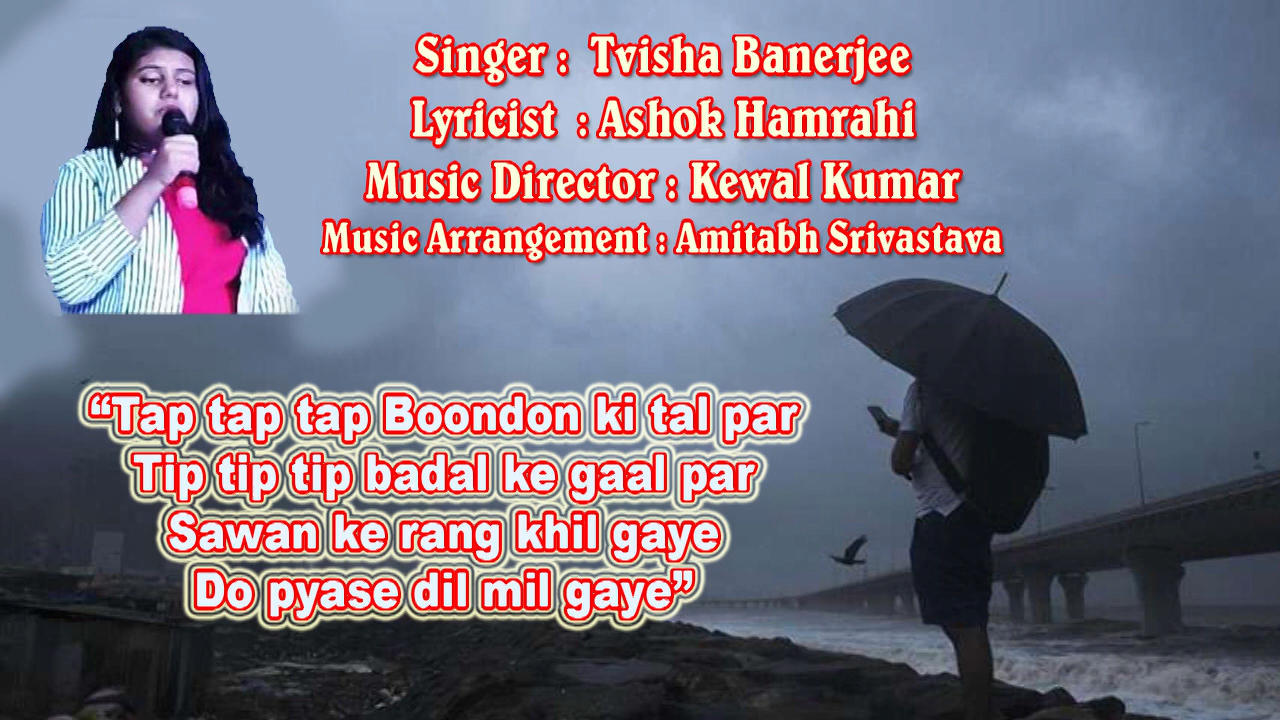 Singer : Tvisha Banerjee
Lyricist : Ashok Hamrahi
Music Director : Kewal Kumar
Music Arrangement : Amitabh Srivastava
“Tap tap tap Boondon ki tal par
Tip tip tip badal ke gaal par
Sawan ke rang khil gaye
Do pyase dil mil gaye”